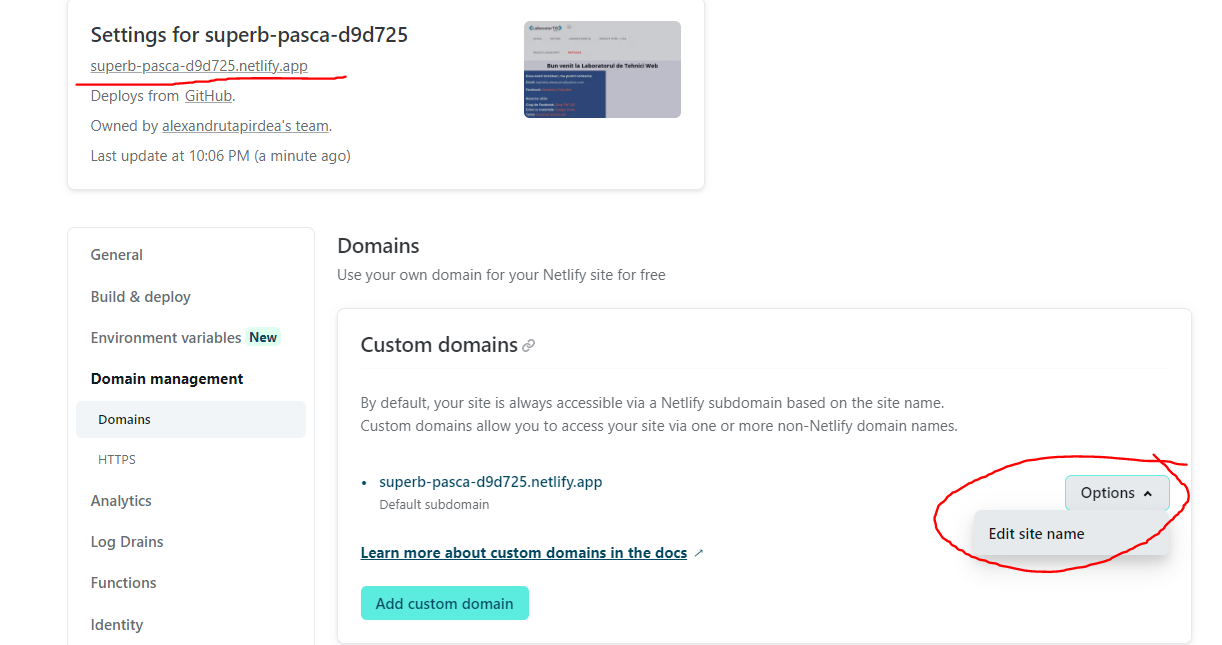 Settings for superb-pasca-d9d725
superb-pasca-d9d725.netlify.app
Deploys from GitHub.
Owned by alexandrutapirdea's team.
Last update at 10:06 PM (a minute ago)
Bun venit la Laboratorul de Tehnici Web
General
Build & deploy
Environment variables New
Domain management
Domains
HTTPS
Analytics
Log Drains
Functions
Identity
Domains
Use your own domain for your Netlify site for free
Custom domains
By default, your site is always accessible via a Netlify subdomain based on the site name.
Custom domains allow you to access your site via one or more non-Netlify domain names.
• superb-pasca-d9d725.netlify.app
Default subdomain
Options
Edit site name
Learn more about custom domains in the docs ↗
Add custom domain